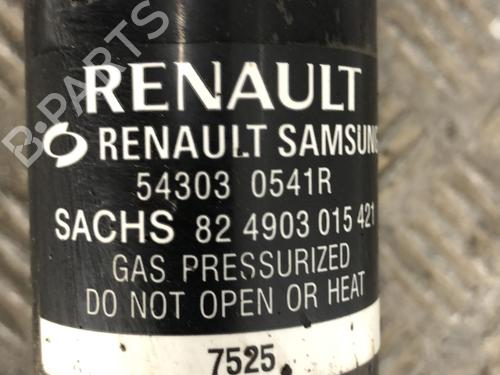 RENAULT
RENAULT SAMSUNG
54303 0541R
SACHS 82 4903 015 421
GAS PRESSURIZED
DO NOT OPEN OR HEAT
7525
B-PARTS